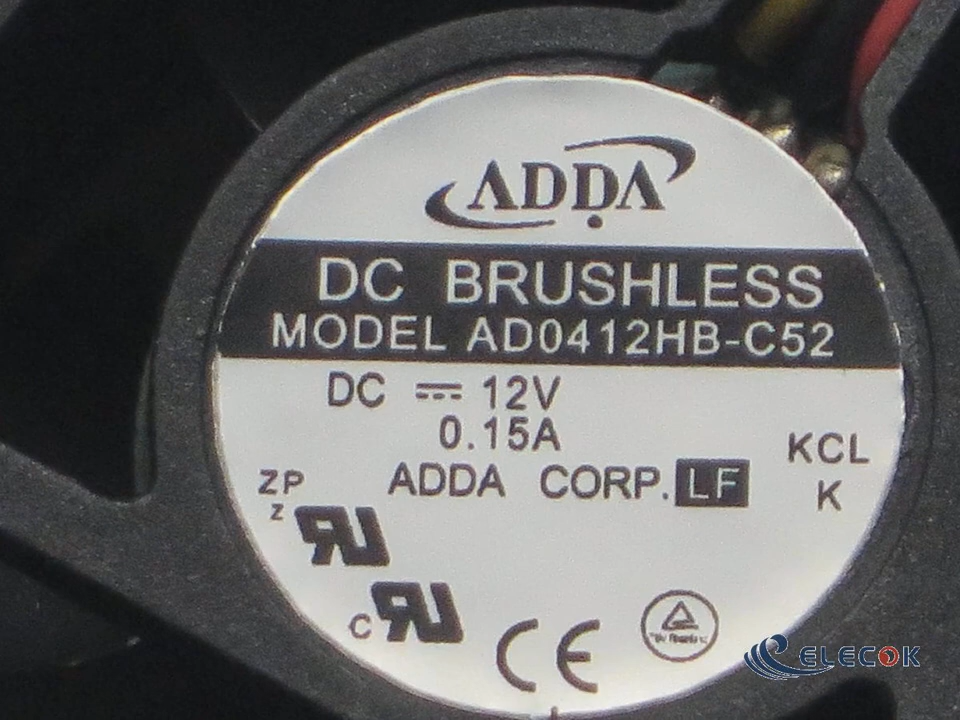 ADDA
DC BRUSHLESS
MODEL AD0412HB-C52
DC 12V
0.15A
KCL
ZP
ADDA CORP. LF
K
Z
C
CE
ELECOK